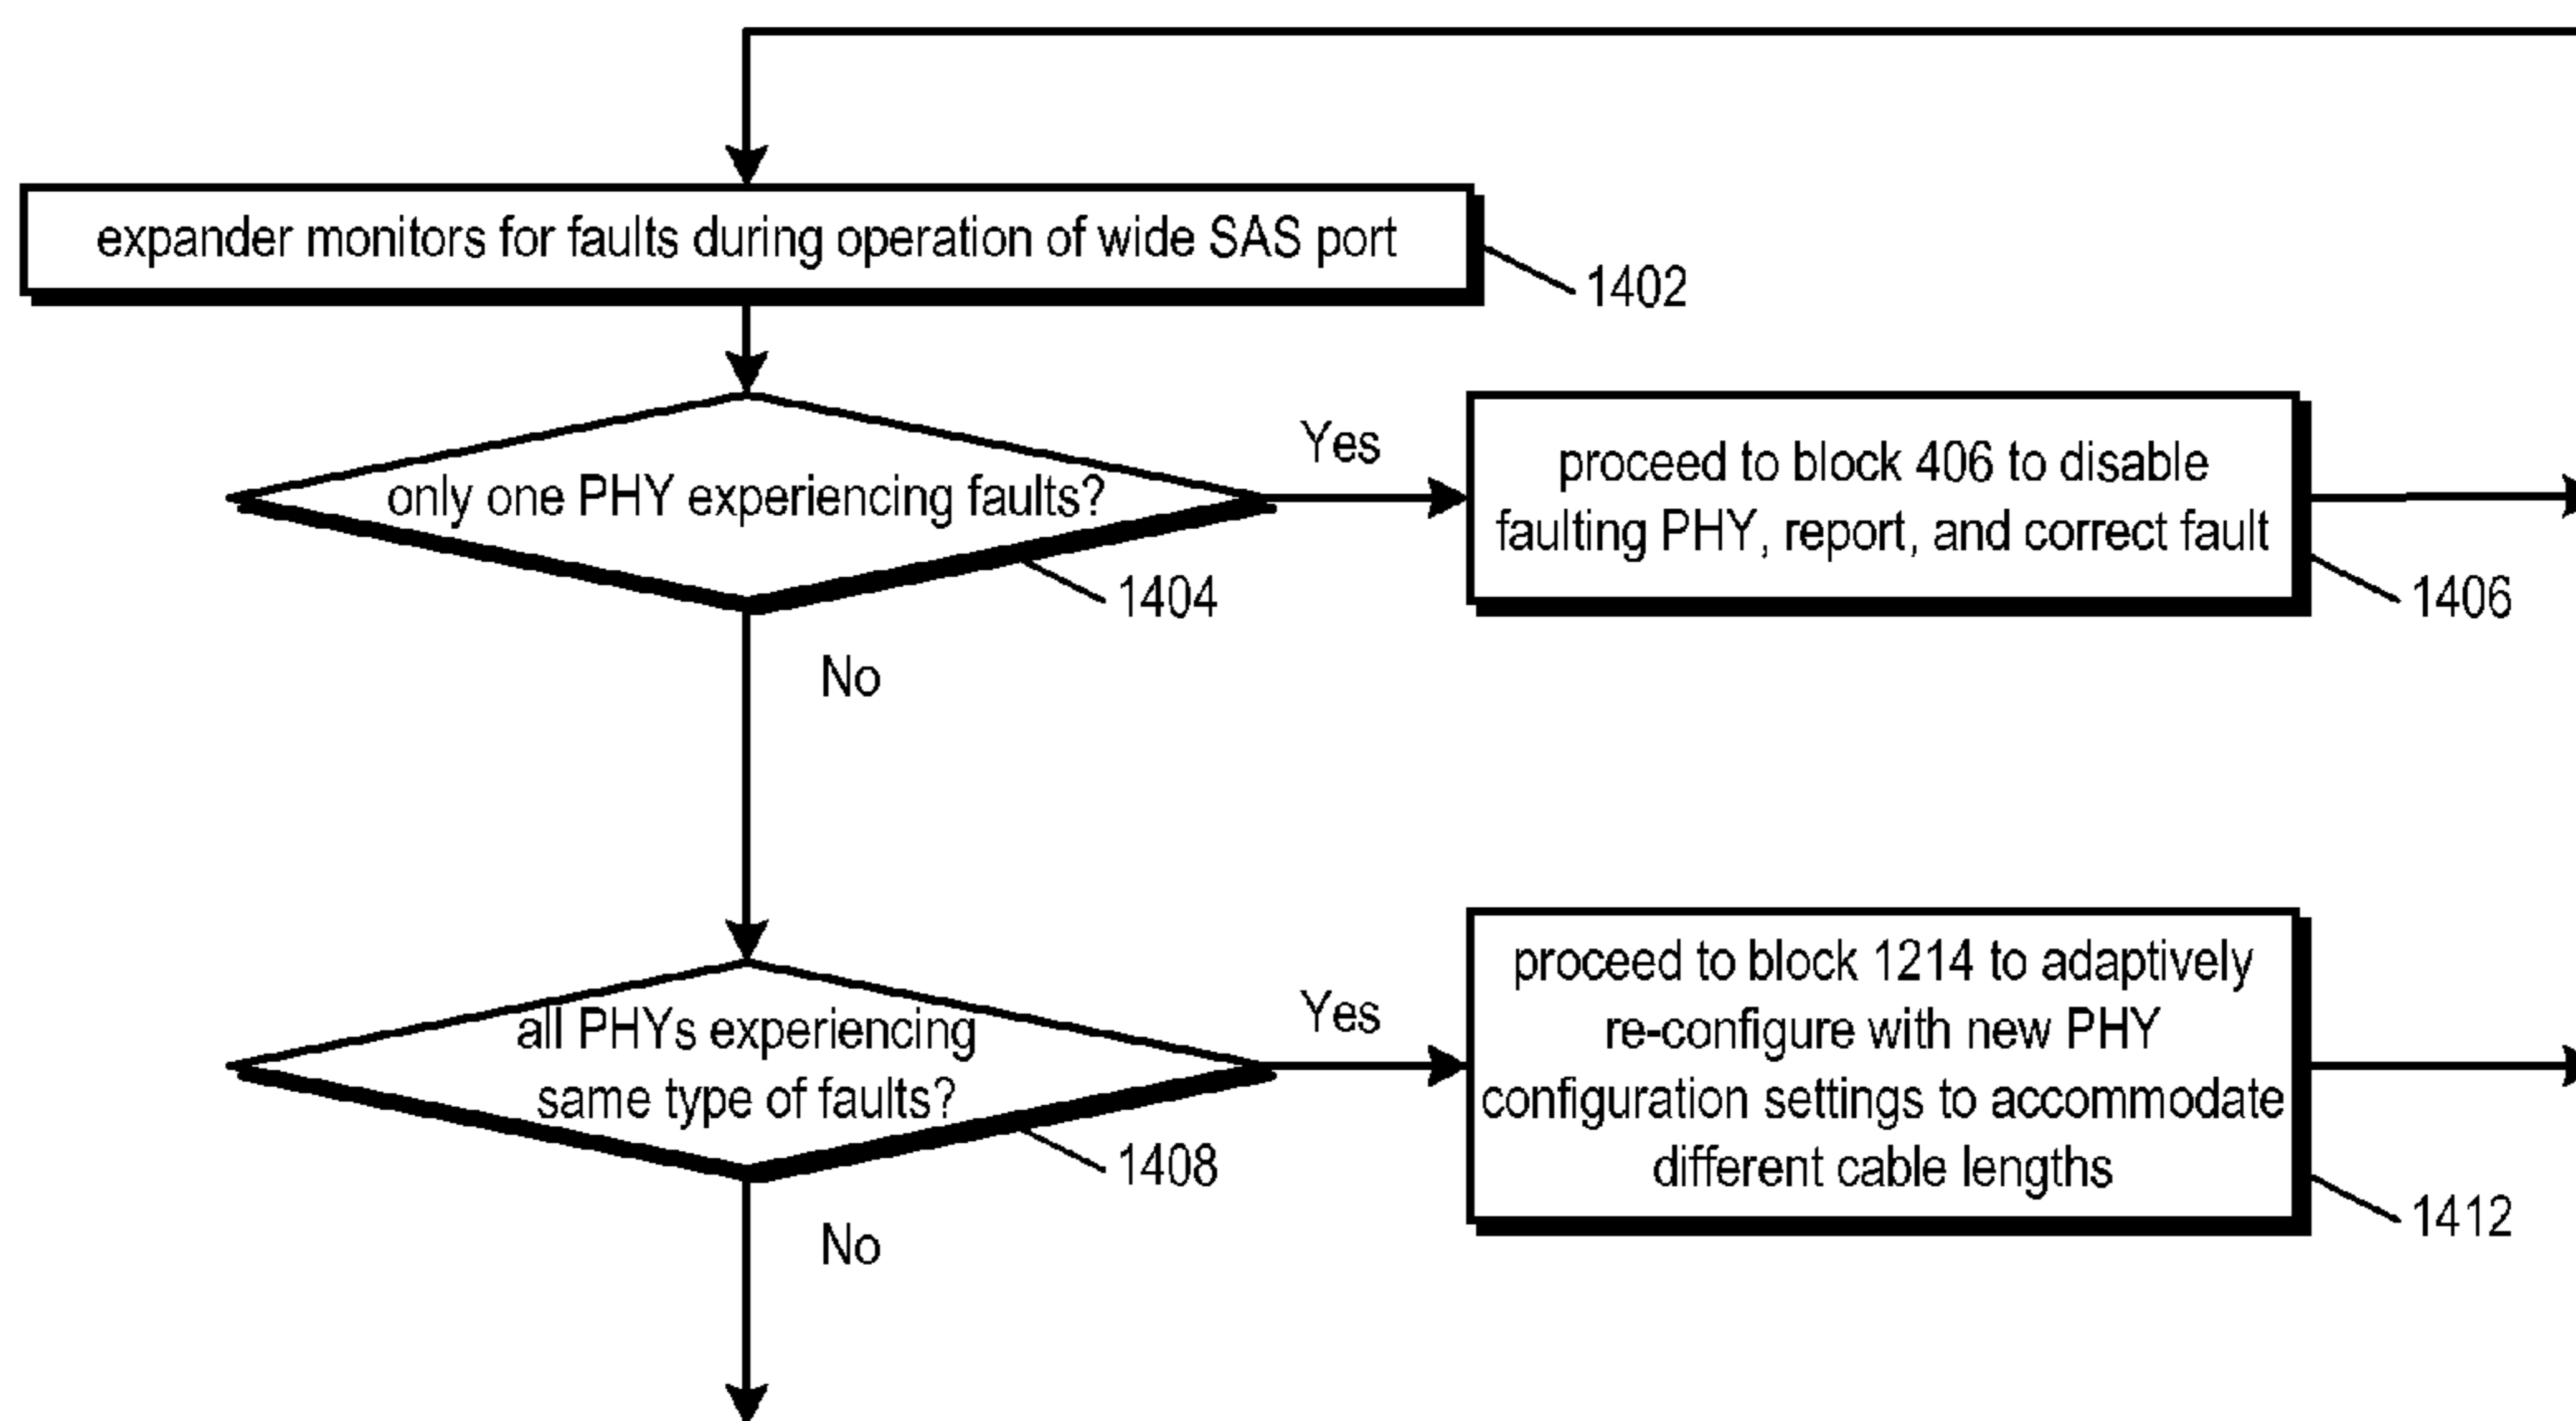 expander monitors for faults during operation of wide SAS port
1402
only one PHY experiencing faults?
1404
Yes
proceed to block 406 to disable
faulting PHY, report, and correct fault
1406
No
all PHYs experiencing
same type of faults?
1408
Yes
proceed to block 1214 to adaptively
re-configure with new PHY
configuration settings to accommodate
different cable lengths
1412
No